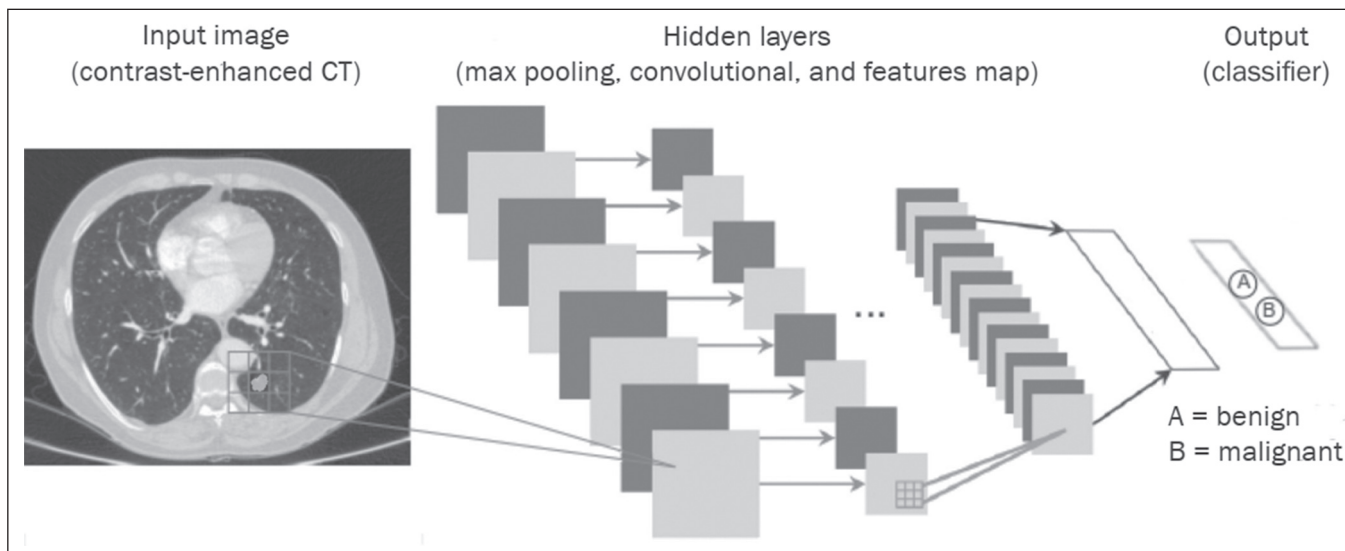 Input image
(contrast-enhanced CT)
Hidden layers
(max pooling, convolutional, and features map)
Output
(classifier)
...
A
B
A = benign
B = malignant